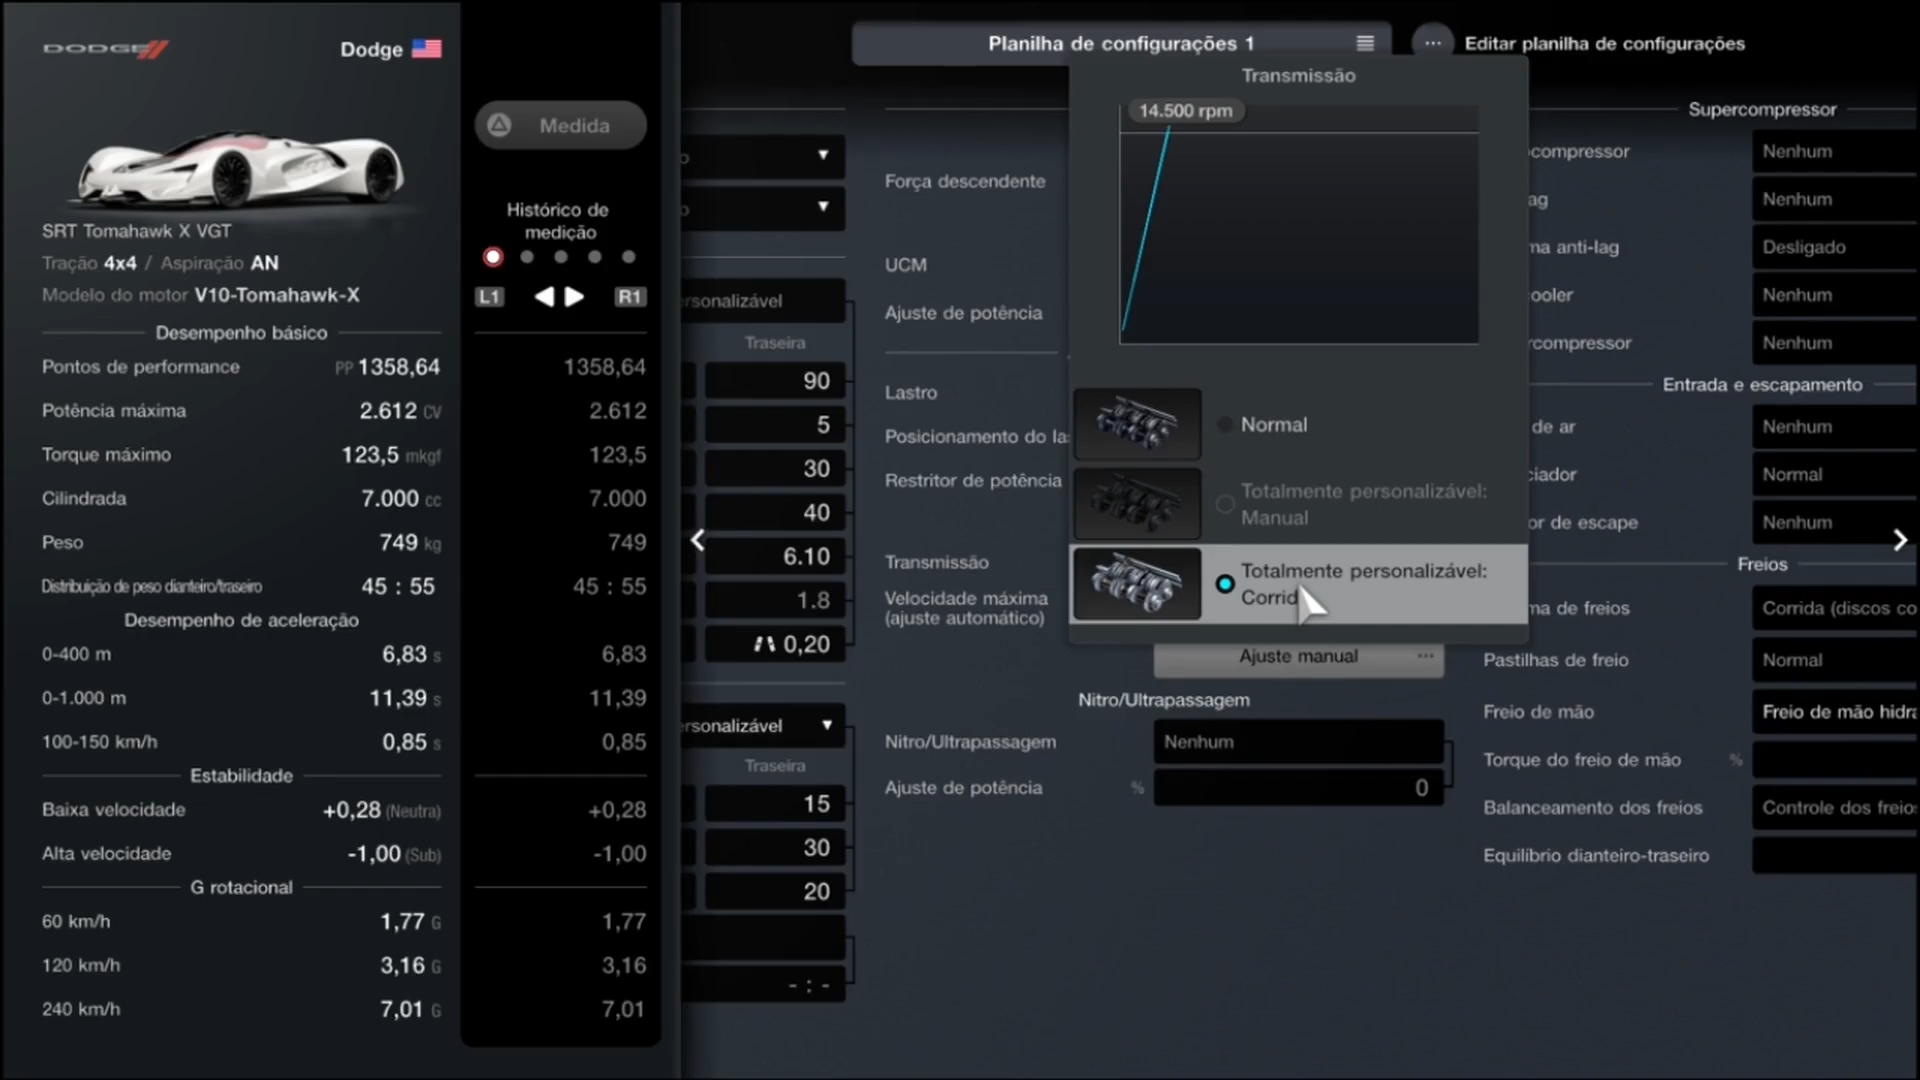 DODGE
Dodge
SRT Tomahawk X VGT
Tração 4x4 / Aspiração AN
Modelo do motor V10-Tomahawk-X
Desempenho básico
Pontos de performance PP 1358,64
Potência máxima 2.612 CV
Torque máximo 123,5 mkgf
Cilindrada 7.000 cc
Peso 749 kg
Distribuição de peso dianteiro/traseiro 45 : 55
Desempenho de aceleração
0-400 m 6,83 s
0-1.000 m 11,39 s
100-150 km/h 0,85 s
Estabilidade
Baixa velocidade +0,28 (Neutra)
Alta velocidade -1,00 (Sub)
G rotacional
60 km/h 1,77 G
120 km/h 3,16 G
240 km/h 7,01 G
Medida
Histórico de
medição
L1 R1
1358,64
2.612
123,5
7.000
749
45 : 55
6,83
11,39
0,85
+0,28
-1,00
1,77
3,16
7,01
Planilha de configurações 1
Editar planilha de configurações
o
o
ersonalizável
Traseira
90
5
30
40
6.10
1.8
0,20
ersonalizável
Traseira
15
30
20
- : -
Força descendente
UCM
Ajuste de potência
Lastro
Posicionamento do la
Restritor de potência
Transmissão
Velocidade máxima
(ajuste automático)
Ajuste manual ...
Nitro/Ultrapassagem
Nitro/Ultrapassagem Nenhum
Ajuste de potência % 0
Transmissão
14.500 rpm
Normal
Totalmente personalizável:
Manual
Totalmente personalizável:
Corrid
Supercompressor
compressor Nenhum
ag Nenhum
ma anti-lag Desligado
ooler Nenhum
rcompressor Nenhum
Entrada e escapamento
de ar Nenhum
ciador Normal
or de escape Nenhum
Freios
ma de freios Corrida (discos co
Pastilhas de freio Normal
Freio de mão Freio de mão hidra
Torque do freio de mão %
Balanceamento dos freios Controle dos freios
Equilíbrio dianteiro-traseiro